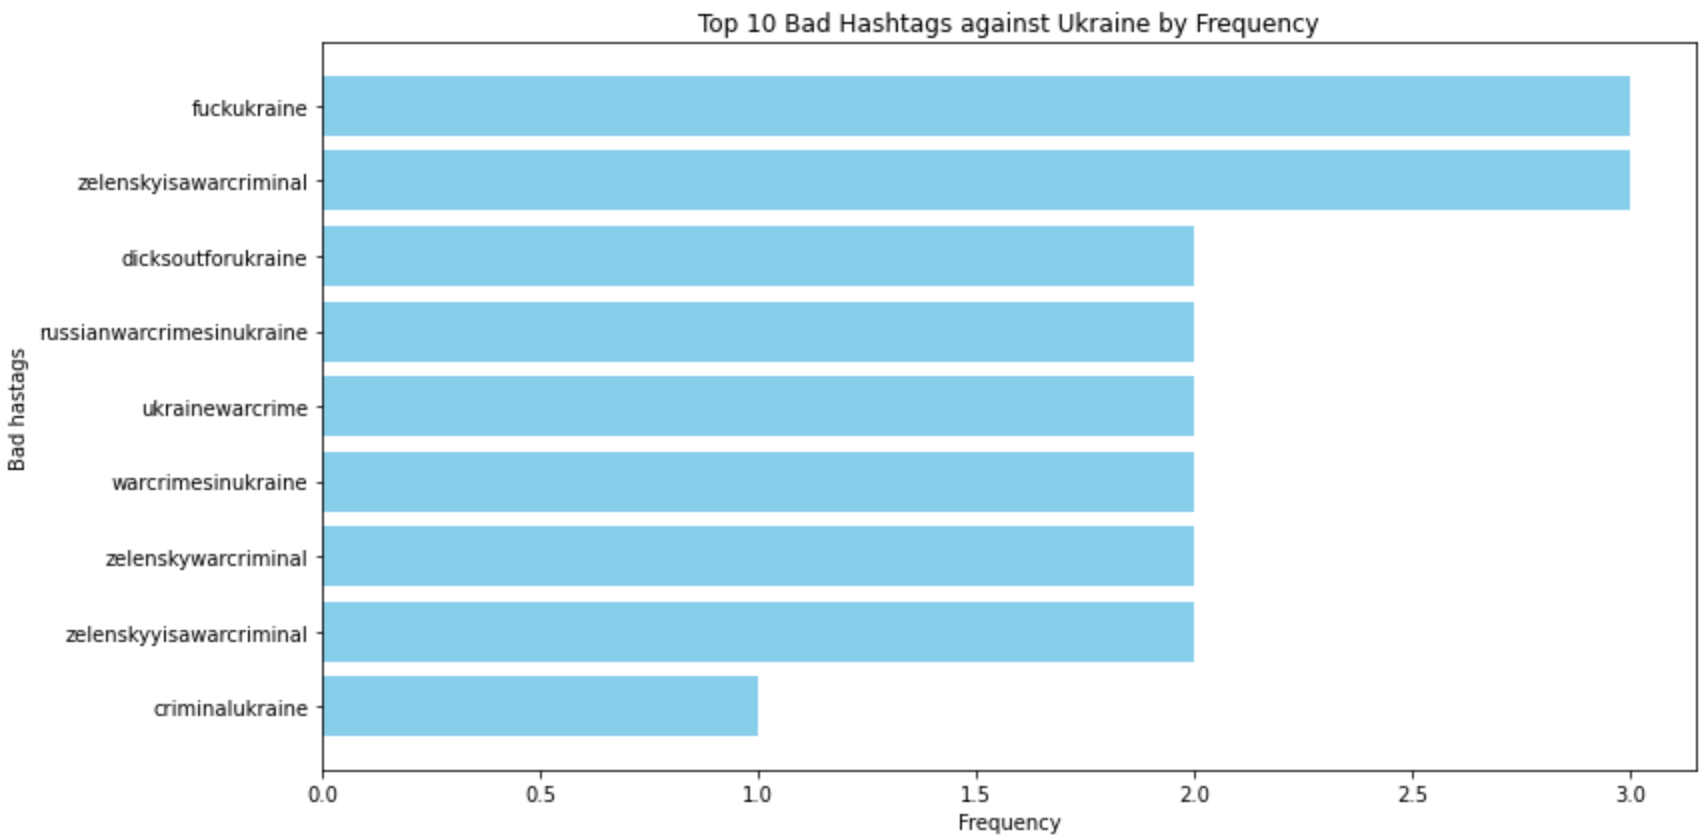 Top 10 Bad Hashtags against Ukraine by Frequency
fuckukraine
zelenskyisawarcriminal
dicksoutforukraine
russianwarcrimesinukraine
ukrainewarcrime
warcrimesinukraine
zelenskywarcriminal
zelenskyyisawarcriminal
criminalukraine
Bad hastags
0.0 0.5 1.0 1.5 2.0 2.5 3.0
Frequency